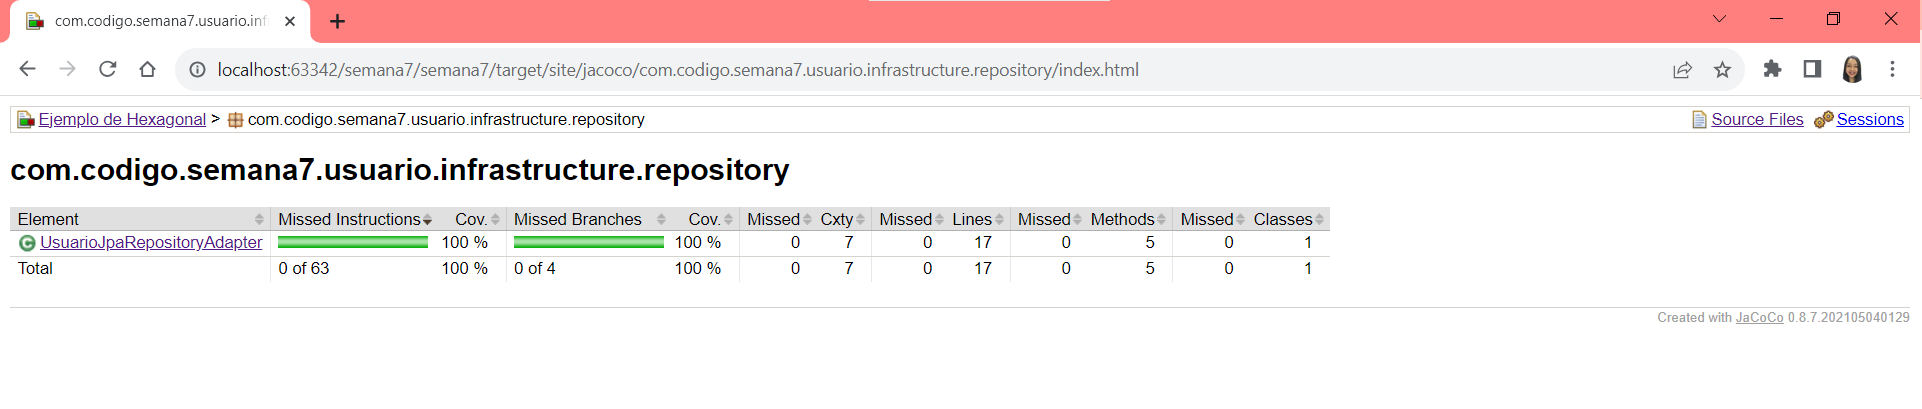 com.codigo.semana7.usuario.inf
localhost:63342/semana7/semana7/target/site/jacoco/com.codigo.semana7.usuario.infrastructure.repository/index.html
Ejemplo de Hexagonal > com.codigo.semana7.usuario.infrastructure.repository Source Files Sessions
com.codigo.semana7.usuario.infrastructure.repository
Element Missed Instructions Cov. Missed Branches Cov. Missed Cxty Missed Lines Missed Methods Missed Classes
UsuarioJpaRepositoryAdapter 100 % 100 % 0 7 0 17 0 5 0 1
Total 0 of 63 100 % 0 of 4 100 % 0 7 0 17 0 5 0 1
Created with JaCoCo 0.8.7.202105040129